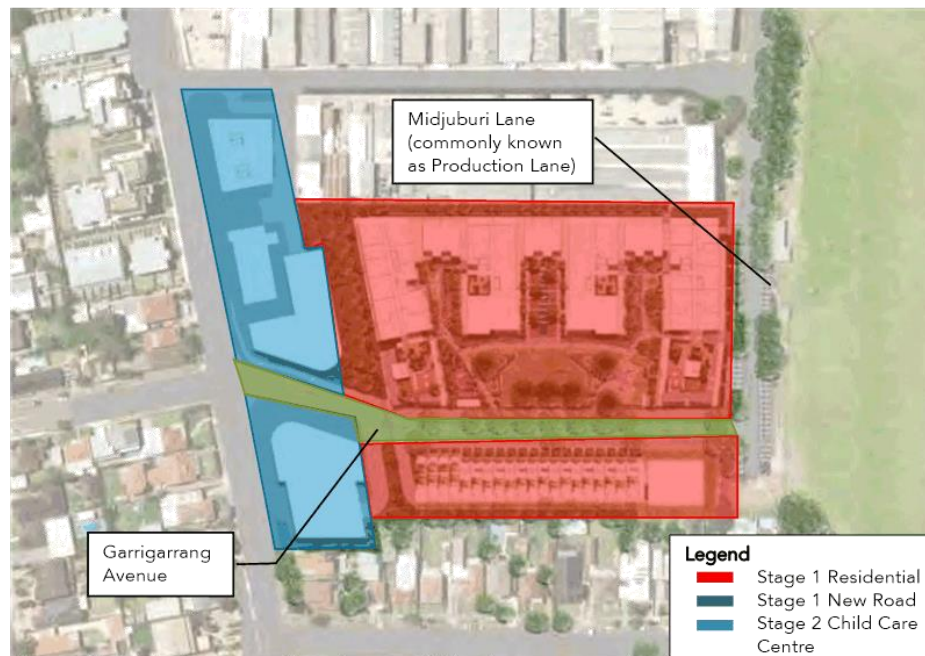 Midjuburi Lane
(commonly known
as Production Lane)
Garrigarrang
Avenue
Legend
Stage 1 Residential
Stage 1 New Road
Stage 2 Child Care
Centre